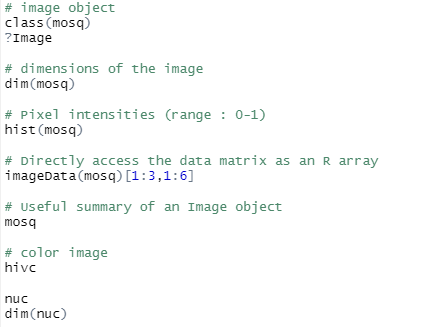 # image object
class(mosq)
?Image
# dimensions of the image
dim(mosq)
# Pixel intensities (range : 0-1)
hist(mosq)
# Directly access the data matrix as an R array
imageData(mosq)[1:3,1:6]
# Useful summary of an Image object
mosq
# color image
hivc
nuc
dim(nuc)